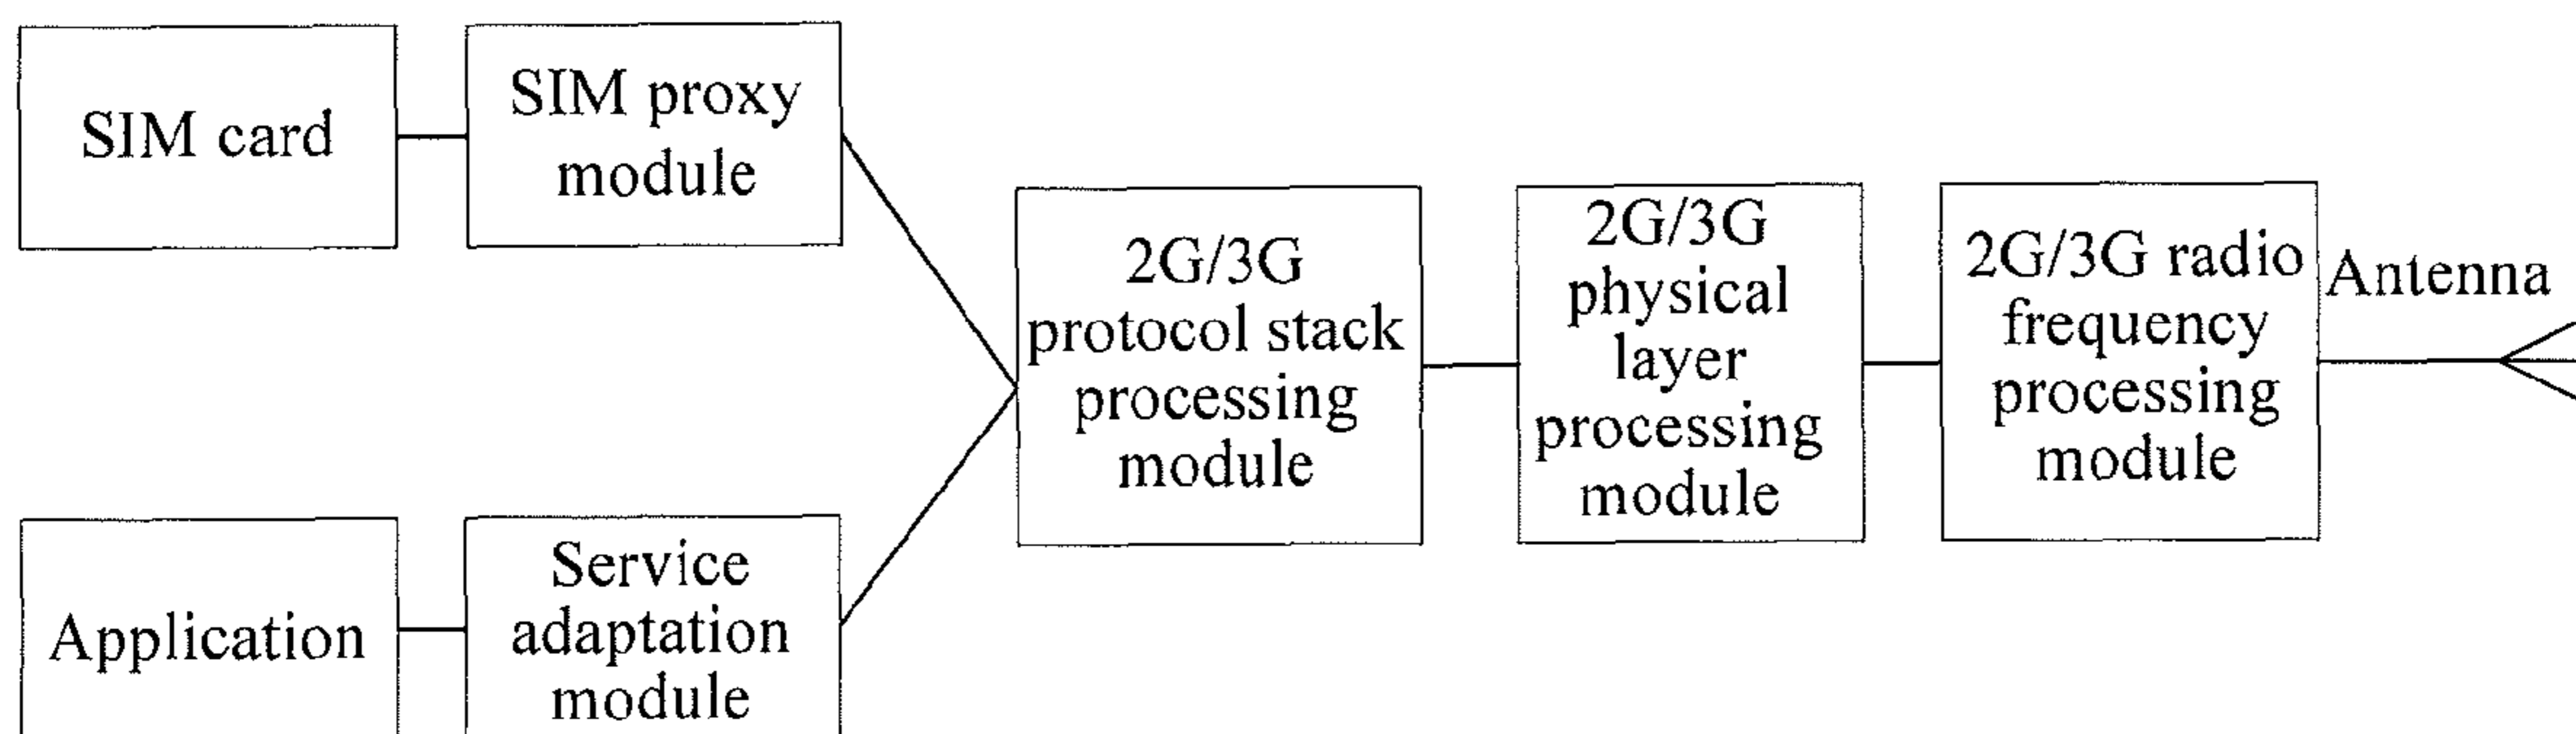 SIM card
SIM proxy
module
2G/3G
protocol stack
processing
module
2G/3G
physical
layer
processing
module
2G/3G radio
frequency
processing
module
Antenna
Application
Service
adaptation
module